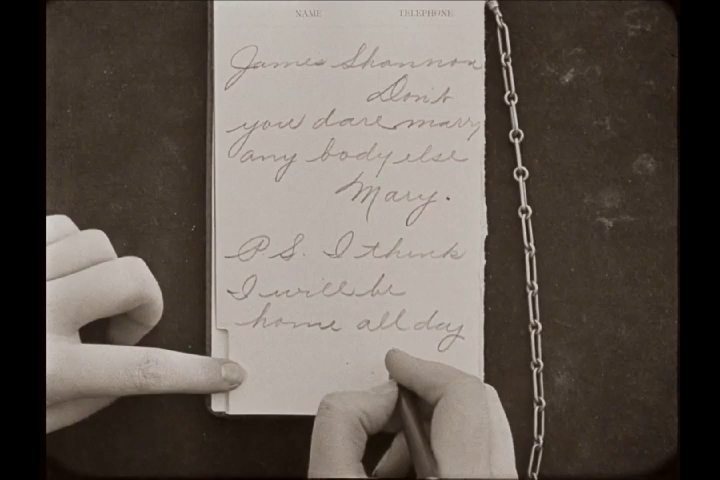 NAME TELEPHONE
James Shannon
Don't
you dare marry
any body else
Mary.
P.S. I think
I will be
home all day